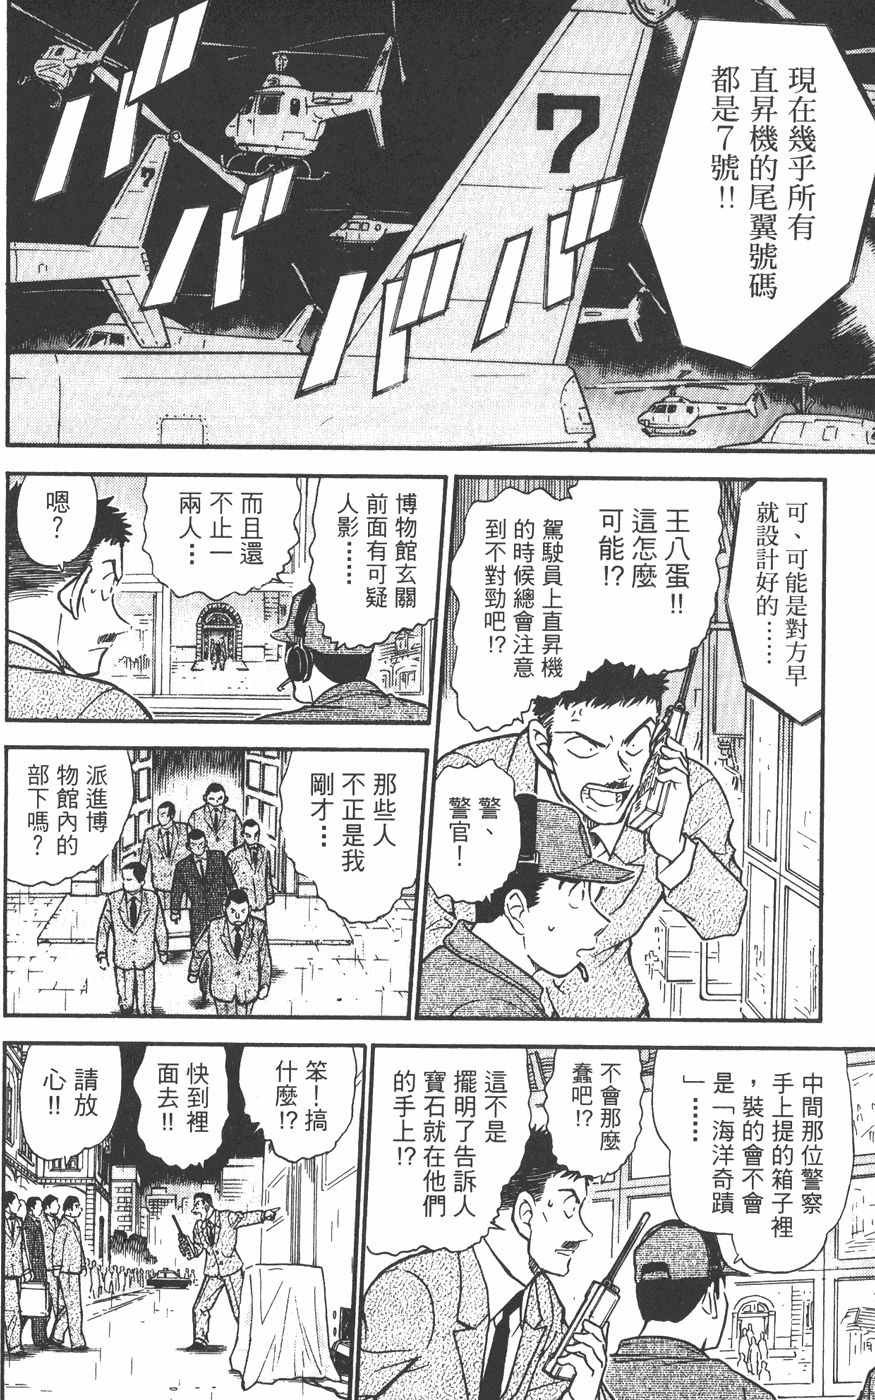 現在幾乎所有
直昇機的尾翼號碼
都是7號!!
7
7
バババババ
可、可能是對方早
就設計好的……
王八蛋!!
這怎麼
可能!?
駕駛員上直昇機
的時候總會注意
到不對勁吧!?
警、
警官!
博物館玄關
前面有可疑
人影……
而且還
不止一
兩人…
嗯?
那些人
不正是我
剛才…
派進博
物館內的
部下嗎?
中間那位警察
手上提的箱子裡
,裝的會不會
是「海洋奇蹟
」……
不會那麼
蠢吧!?
這不是
擺明了告訴人
寶石就在他們
的手上!?
笨!搞
什麼!?
快到裡
面去!!
請放
心!!